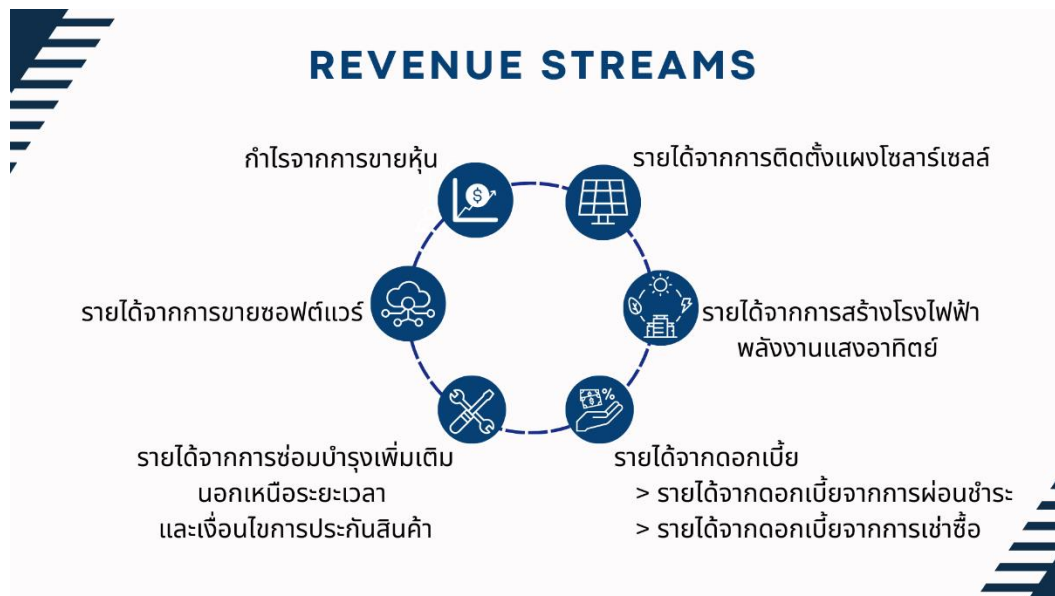 REVENUE STREAMS
กำไรจากการขายหุ้น
รายได้จากการติดตั้งแผงโซลาร์เซลล์
รายได้จากการขายซอฟต์แวร์
รายได้จากการสร้างโรงไฟฟ้า
พลังงานแสงอาทิตย์
รายได้จากการซ่อมบำรุงเพิ่มเติม
นอกเหนือระยะเวลา
และเงื่อนไขการประกันสินค้า
รายได้จากดอกเบี้ย
> รายได้จากดอกเบี้ยจากการผ่อนชำระ
> รายได้จากดอกเบี้ยจากการเช่าซื้อ